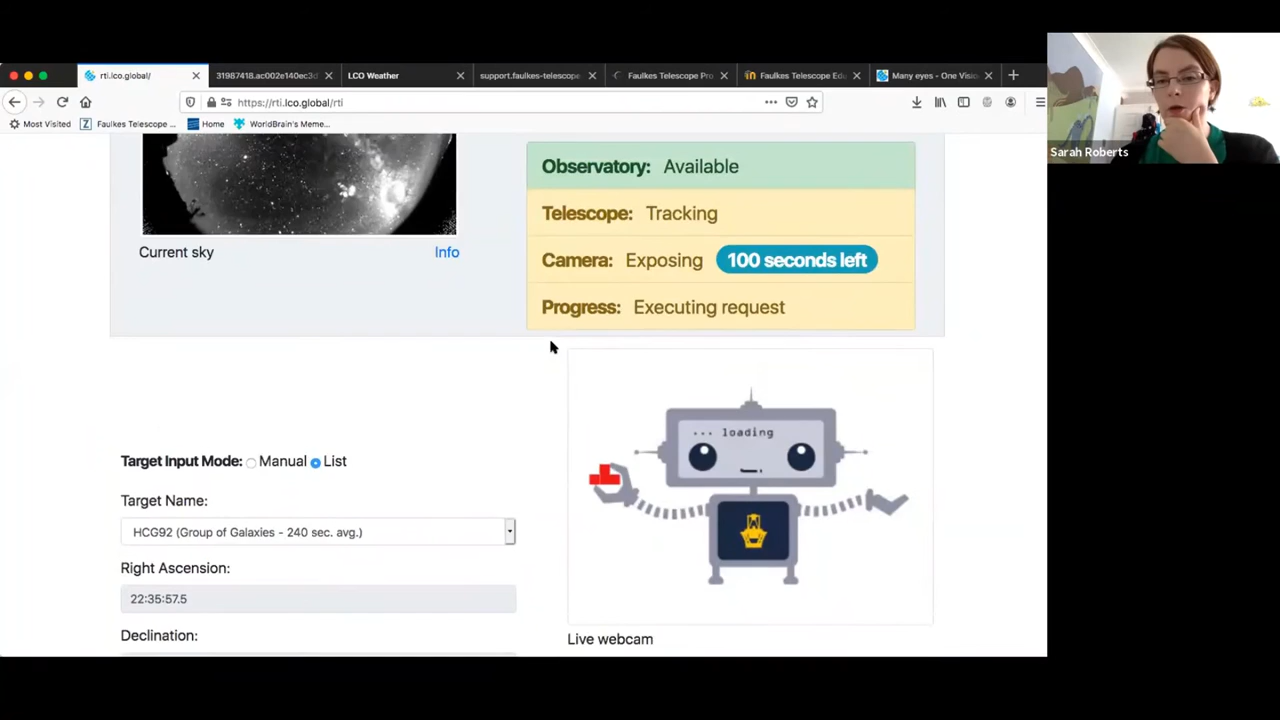 rti.lco.global/
31987418.ac002e140ec3d
LCO Weather
support.faulkes-telescope
Faulkes Telescope Pro
Faulkes Telescope Edu
Many eyes - One Visio
https://rti.lco.global/rti
Most Visited
Faulkes Telescope ...
Home
WorldBrain's Meme...
Sarah Roberts
Observatory: Available
Telescope: Tracking
Current sky
Info
Camera: Exposing 100 seconds left
Progress: Executing request
... loading
Target Input Mode: Manual List
Target Name:
HCG92 (Group of Galaxies - 240 sec. avg.)
Right Ascension:
22:35:57.5
Declination:
Live webcam